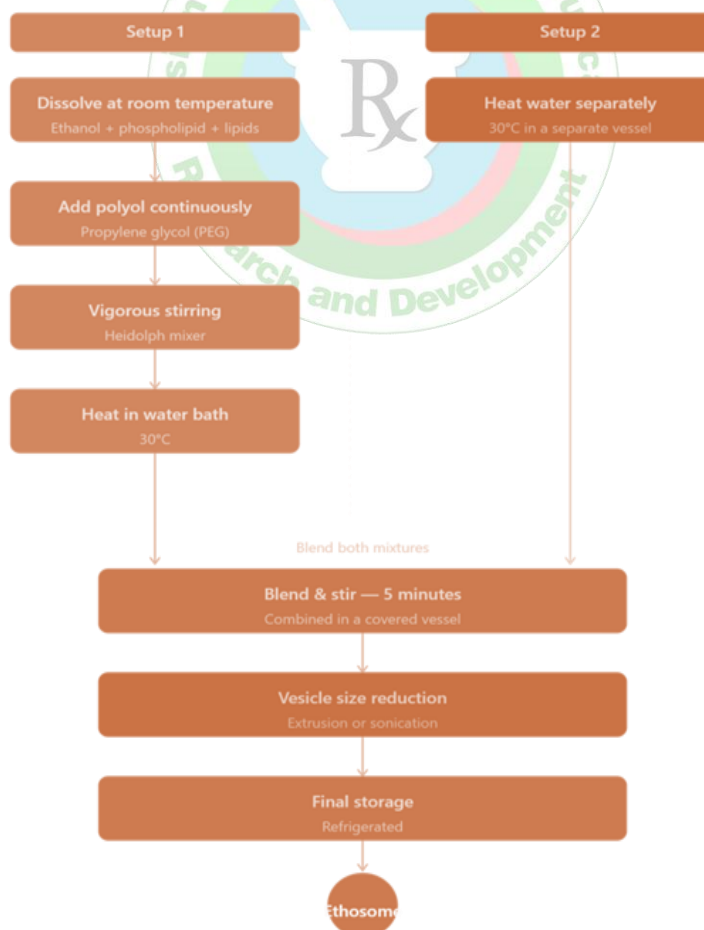 Setup 1
Setup 2
Dissolve at room temperature
Ethanol + phospholipid + lipids
Heat water separately
30°C in a separate vessel
Add polyol continuously
Propylene glycol (PEG)
Vigorous stirring
Heidolph mixer
Heat in water bath
30°C
Blend both mixtures
Blend & stir — 5 minutes
Combined in a covered vessel
Vesicle size reduction
Extrusion or sonication
Final storage
Refrigerated
Ethosome
Rx
and Development